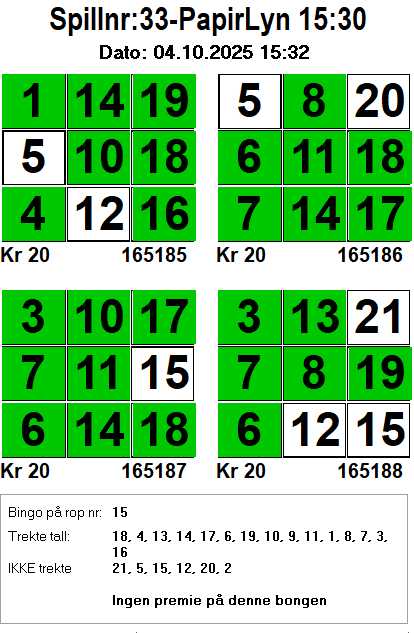 Spillnr:33-PapirLyn 15:30
Dato: 04.10.2025 15:32
1 14 19
5 10 18
4 12 16
Kr 20 165185
5 8 20
6 11 18
7 14 17
Kr 20 165186
3 10 17
7 11 15
6 14 18
Kr 20 165187
3 13 21
7 8 19
6 12 15
Kr 20 165188
Bingo på rop nr: 15
Trekte tall: 18, 4, 13, 14, 17, 6, 19, 10, 9, 11, 1, 8, 7, 3,
16
IKKE trekte 21, 5, 15, 12, 20, 2
Ingen premie på denne bongen